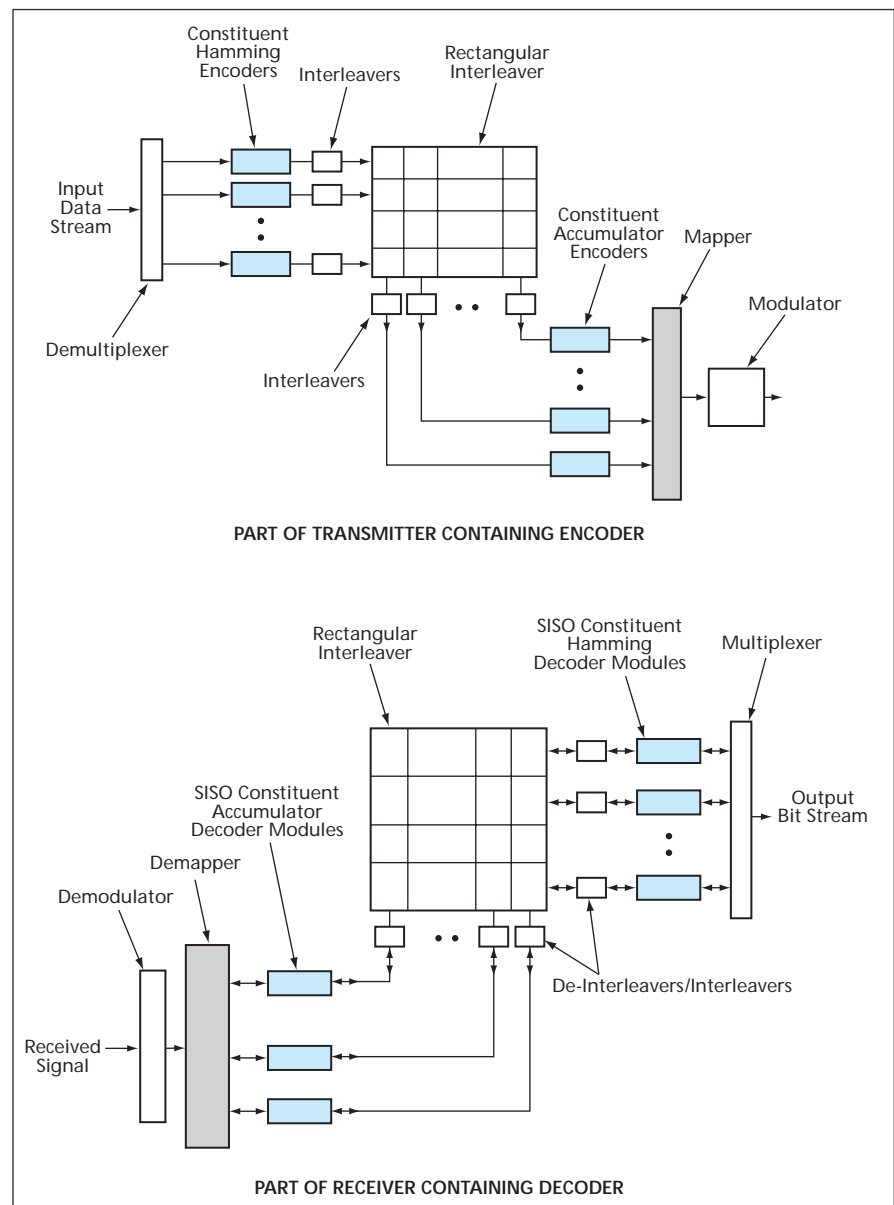 Constituent
Hamming
Encoders
Interleavers
Rectangular
Interleaver
Input
Data
Stream
Constituent
Accumulator
Encoders
Mapper
Modulator
Demultiplexer
Interleavers
PART OF TRANSMITTER CONTAINING ENCODER
Rectangular
Interleaver
SISO Constituent
Hamming
Decoder Modules
Multiplexer
SISO Constituent
Accumulator
Decoder Modules
Output
Bit Stream
Demapper
Demodulator
De-Interleavers/Interleavers
Received
Signal
PART OF RECEIVER CONTAINING DECODER